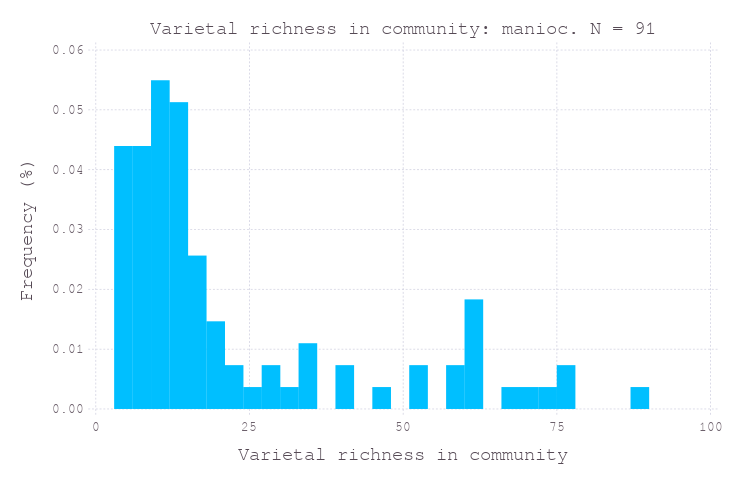 Varietal richness in community: manioc. N = 91
0.06
0.05
0.04
0.03
0.02
0.01
0.00
Frequency (%)
0 25 50 75 100
Varietal richness in community